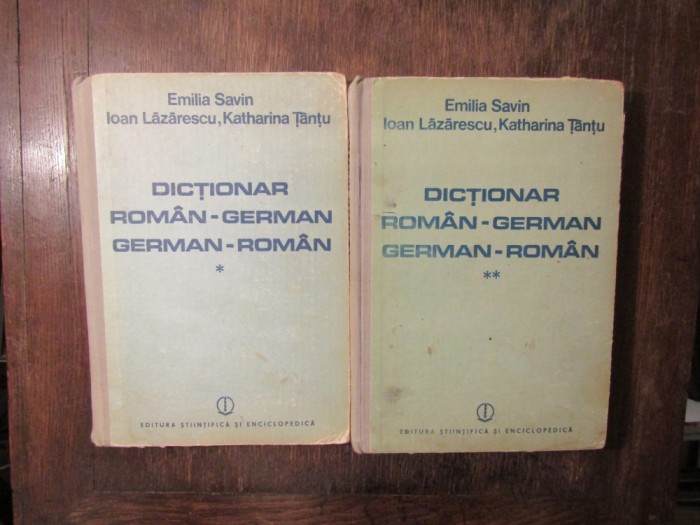 Emilia Savin
Ioan Lăzărescu, Katharina Țânțu
DICȚIONAR
ROMÂN-GERMAN
GERMAN-ROMÂN
*
EDITURA ȘTIINȚIFICĂ ȘI ENCICLOPEDICĂ
Emilia Savin
Ioan Lăzărescu, Katharina Țânțu
DICȚIONAR
ROMÂN-GERMAN
GERMAN-ROMÂN
**
EDITURA ȘTIINȚIFICĂ ȘI ENCICLOPEDICĂ